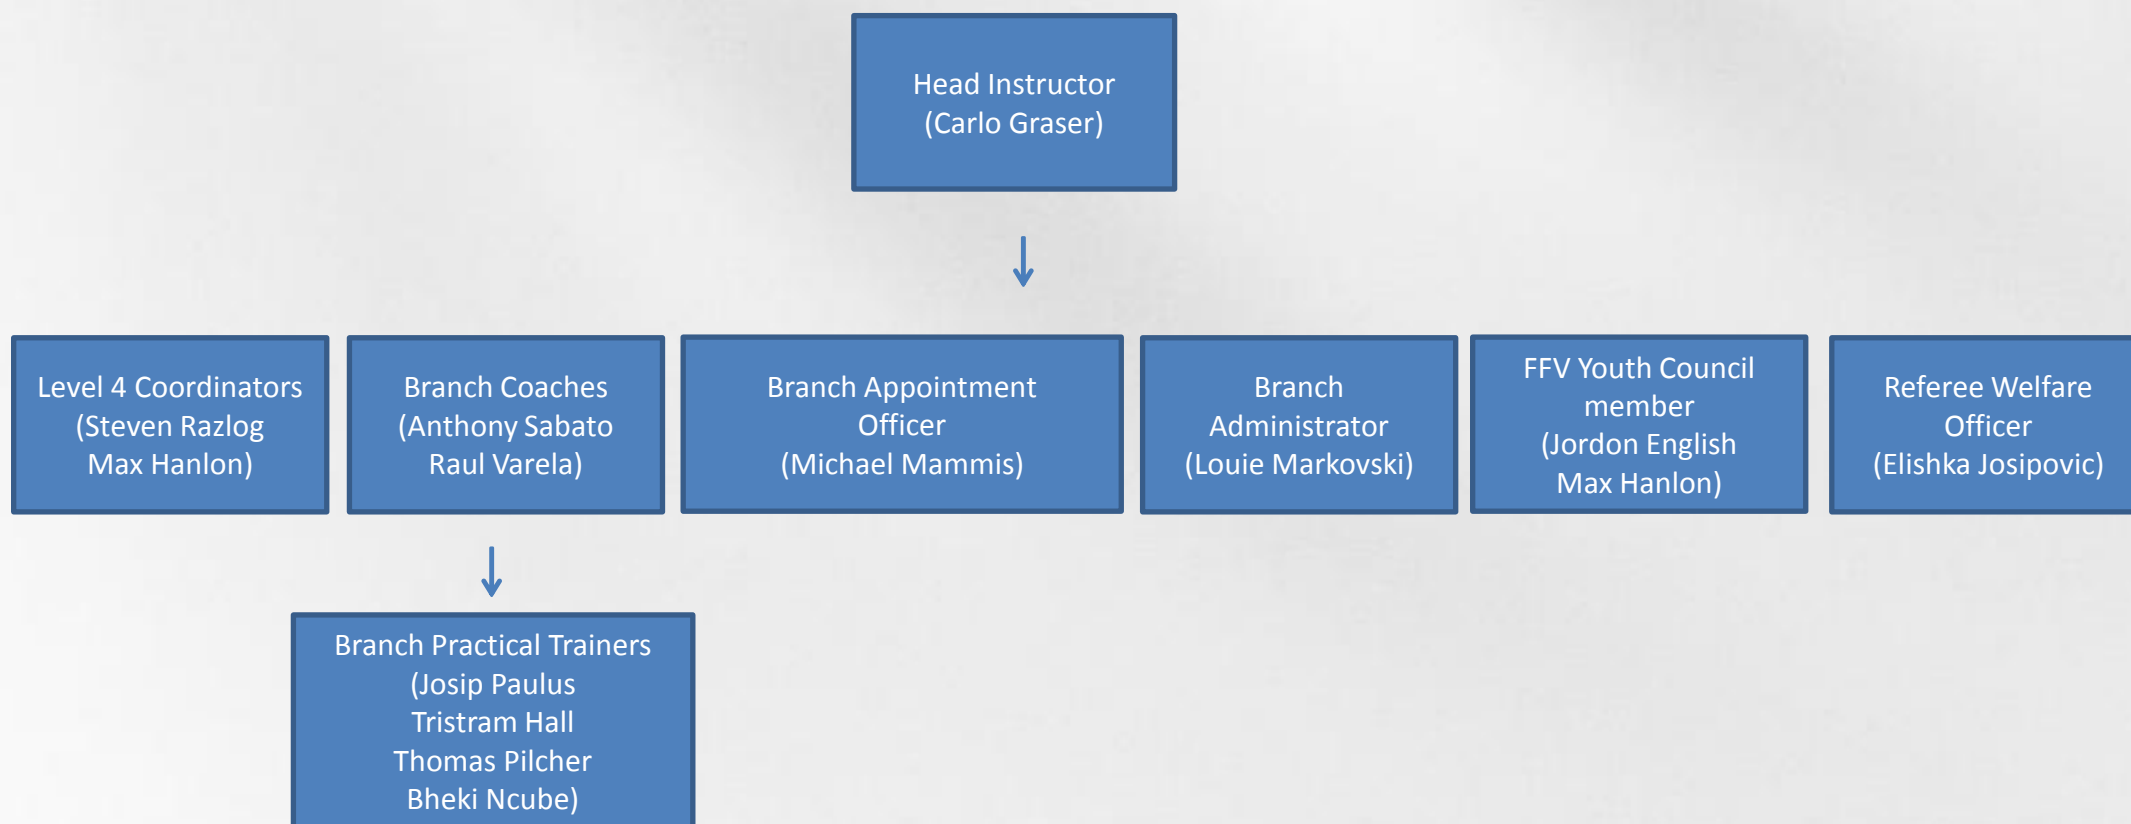 Head Instructor
(Carlo Graser)
Level 4 Coordinators
(Steven Razlog
Max Hanlon)
Branch Coaches
(Anthony Sabato
Raul Varela)
Branch Appointment
Officer
(Michael Mammis)
Branch
Administrator
(Louie Markovski)
FFV Youth Council
member
(Jordon English
Max Hanlon)
Referee Welfare
Officer
(Elishka Josipovic)
Branch Practical Trainers
(Josip Paulus
Tristram Hall
Thomas Pilcher
Bheki Ncube)